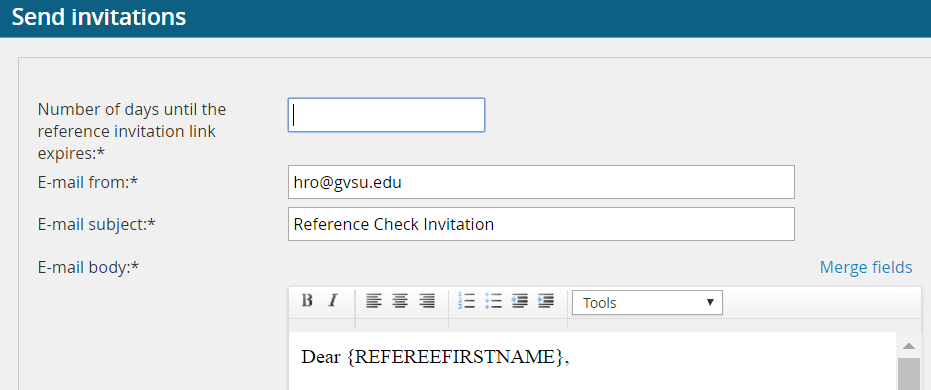 Send invitations
Number of days until the
reference invitation link
expires:*
E-mail from:*
hro@gvsu.edu
E-mail subject:*
Reference Check Invitation
E-mail body:*
Merge fields
B I
Tools
Dear {REFEREEFIRSTNAME},